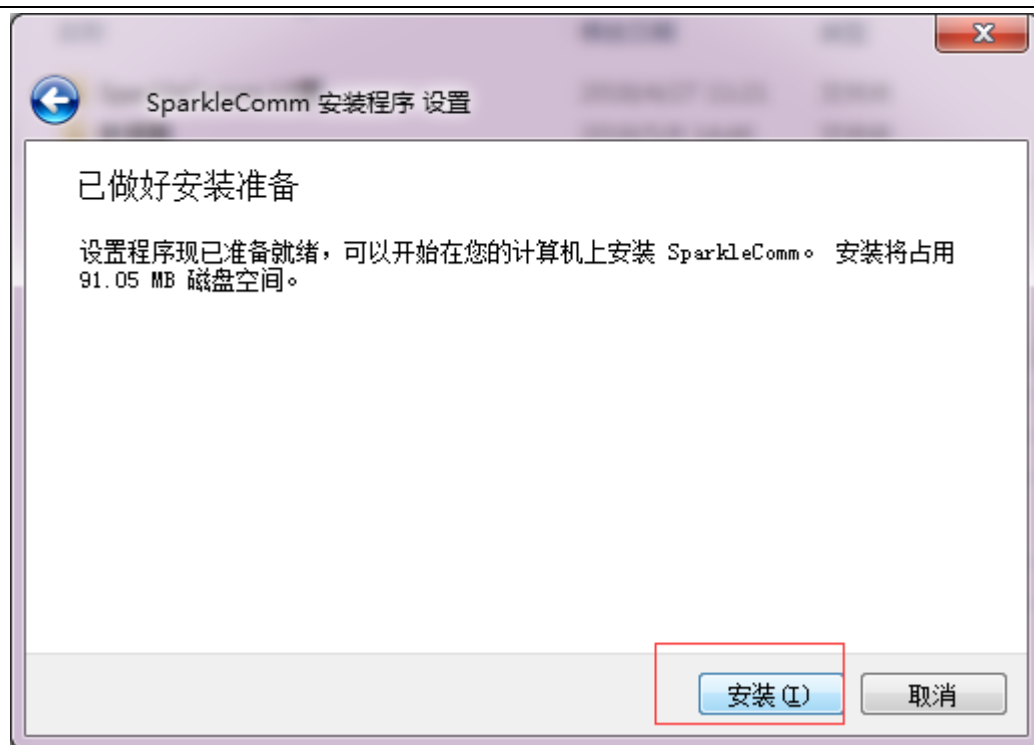 SparkleComm 安装程序 设置
已做好安装准备
设置程序现已准备就绪，可以开始在您的计算机上安装 SparkleComm。 安装将占用
91.05 MB 磁盘空间。
安装(I)
取消